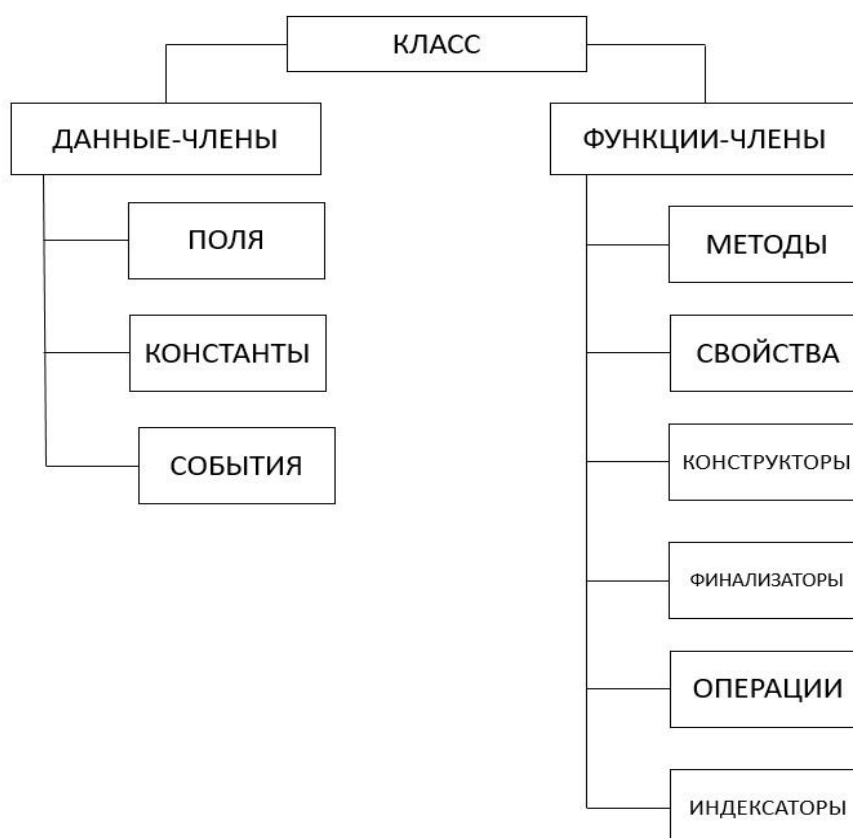 КЛАСС
ДАННЫЕ-ЧЛЕНЫ
ПОЛЯ
КОНСТАНТЫ
СОБЫТИЯ
ФУНКЦИИ-ЧЛЕНЫ
МЕТОДЫ
СВОЙСТВА
КОНСТРУКТОРЫ
ФИНАЛИЗАТОРЫ
ОПЕРАЦИИ
ИНДЕКСАТОРЫ